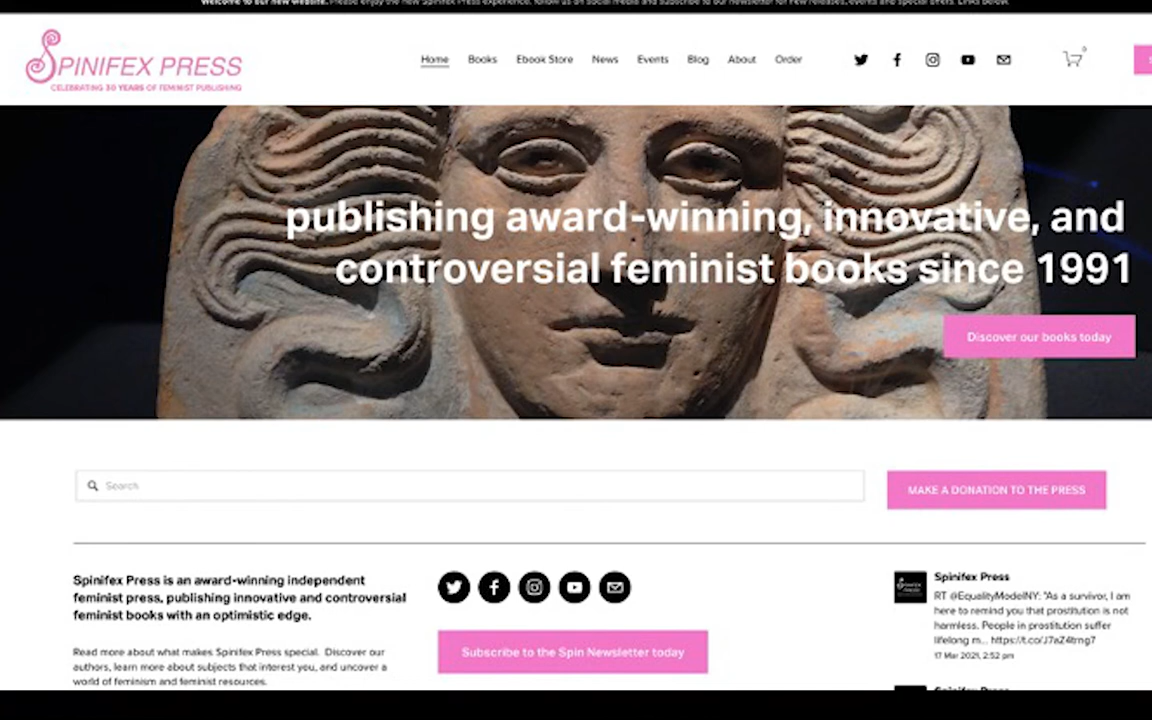 Welcome to our new website. Please enjoy the new Spinifex Press experience, follow us on social media and subscribe to our newsletter for new releases, events and special offers. Links below.
SPINIFEX PRESS
CELEBRATING 30 YEARS OF FEMINIST PUBLISHING
Home Books Ebook Store News Events Blog About Order
0
publishing award-winning, innovative, and
controversial feminist books since 1991
Discover our books today
Search
MAKE A DONATION TO THE PRESS
Spinifex Press is an award-winning independent
feminist press, publishing innovative and controversial
feminist books with an optimistic edge.
Read more about what makes Spinifex Press special. Discover our
authors, learn more about subjects that interest you, and uncover a
world of feminism and feminist resources.
Subscribe to the Spin Newsletter today
Spinifex Press
RT @EqualityModelNY: "As a survivor, I am
here to remind you that prostitution is not
harmless. People in prostitution suffer
lifelong m... https://t.co/J7aZ4trng7
17 Mar 2021, 2:52 pm
Spinifex Press